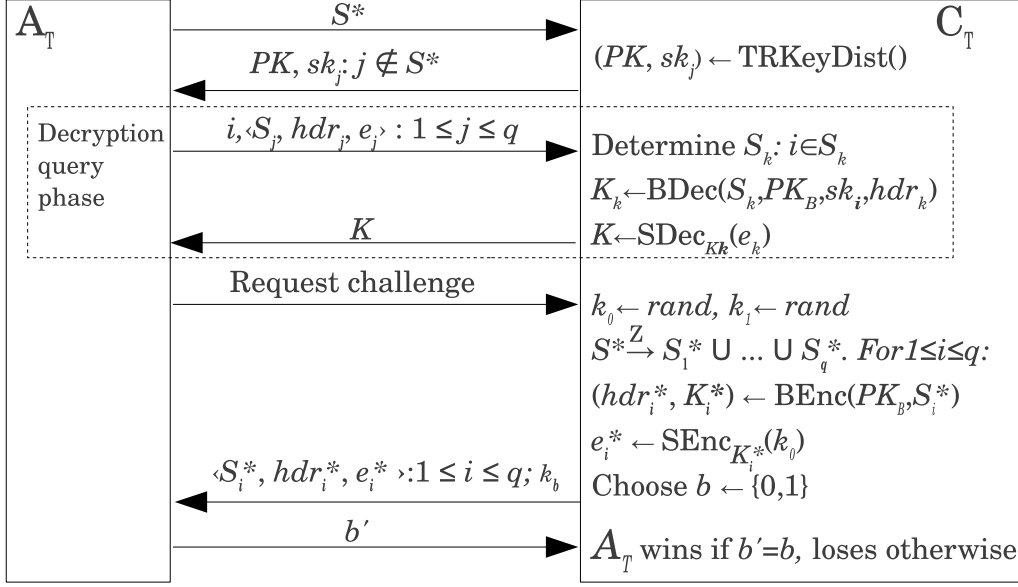 A_T
C_T
S*
PK, sk_j: j ∉ S*
(PK, sk_j) ← TRKeyDist()
Decryption
query
phase
i,‹S_j, hdr_j, e_j› : 1 ≤ j ≤ q
Determine S_k: i∈S_k
K_k←BDec(S_k,PK_B,sk_i,hdr_k)
K
K←SDec_Kk(e_k)
Request challenge
k_0← rand, k_1← rand
S* →Z S_1* ∪ ... ∪ S_q*. For1≤i≤q:
(hdr_i*, K_i*) ← BEnc(PK_B,S_i*)
e_i* ← SEnc_K_i*(k_0)
‹S_i*, hdr_i*, e_i* ›:1 ≤ i ≤ q; k_b
Choose b ← {0,1}
b′
A_T wins if b′=b, loses otherwise